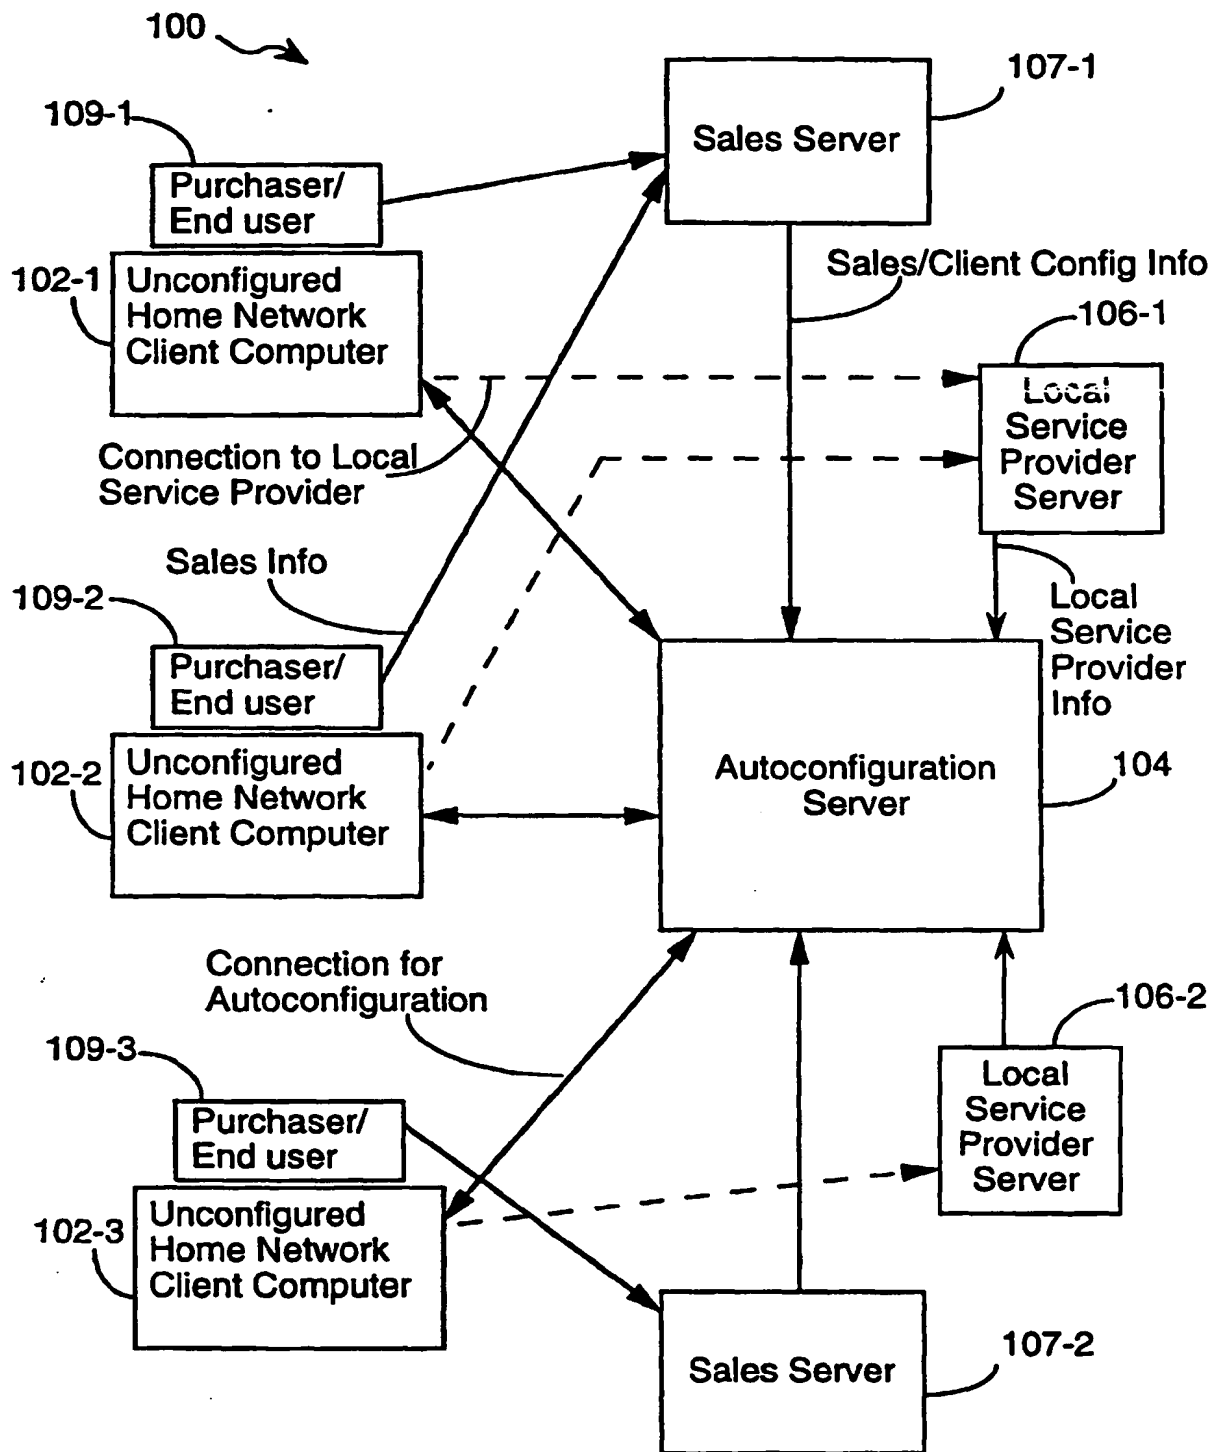 100
107-1
109-1
Sales Server
Purchaser/
End user
102-1
Unconfigured
Home Network
Client Computer
Sales/Client Config Info
106-1
Local
Service
Provider
Server
Connection to Local
Service Provider
Sales Info
109-2
Local
Service
Provider
Info
Purchaser/
End user
102-2
Unconfigured
Home Network
Client Computer
Autoconfiguration
Server
104
Connection for
Autoconfiguration
106-2
109-3
Local
Service
Provider
Server
Purchaser/
End user
102-3
Unconfigured
Home Network
Client Computer
Sales Server
107-2